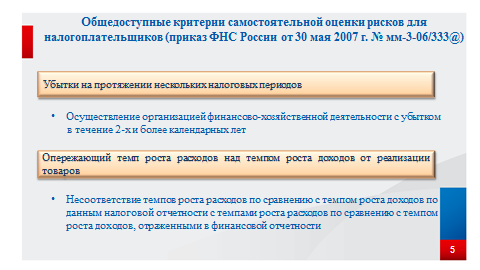 Общедоступные критерии самостоятельной оценки рисков для
налогоплательщиков (приказ ФНС России от 30 мая 2007 г. № мм-3-06/333@)
Убытки на протяжении нескольких налоговых периодов
• Осуществление организацией финансово-хозяйственной деятельности с убытком
в течение 2-х и более календарных лет
Опережающий темп роста расходов над темпом роста доходов от реализации
товаров
• Несоответствие темпов роста расходов по сравнению с темпом роста доходов по
данным налоговой отчетности с темпами роста расходов по сравнению с темпом
роста доходов, отраженными в финансовой отчетности
5